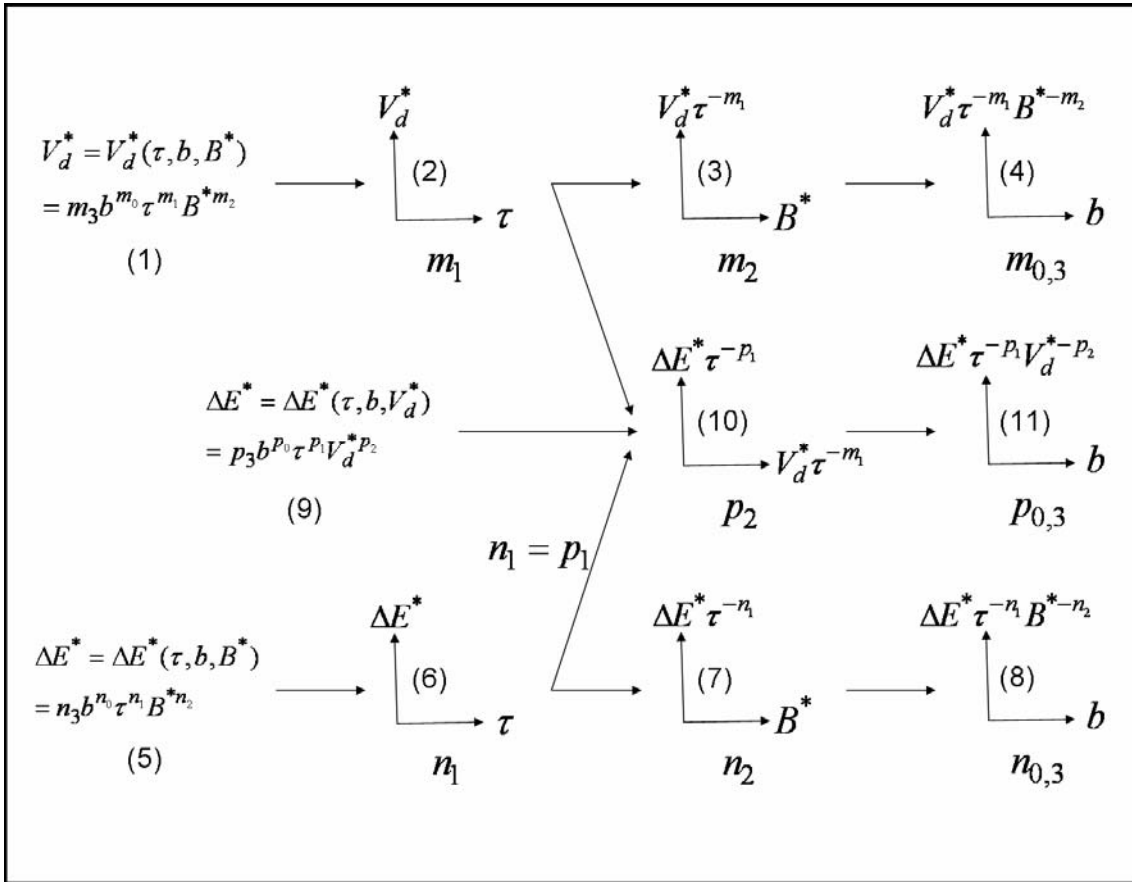 V_d^* = V_d^*(τ, b, B^*)
= m_3 b^{m_0} τ^{m_1} B^{*m_2}
(1)
V_d^*
(2)
τ
m_1
V_d^* τ^{-m_1}
(3)
B^*
m_2
V_d^* τ^{-m_1} B^{*-m_2}
(4)
b
m_{0,3}
ΔE^* = ΔE^*(τ, b, V_d^*)
= p_3 b^{p_0} τ^{p_1} V_d^{*p_2}
(9)
ΔE^* τ^{-p_1}
(10)
V_d^* τ^{-m_1}
p_2
ΔE^* τ^{-p_1} V_d^{*-p_2}
(11)
b
p_{0,3}
n_1 = p_1
ΔE^* = ΔE^*(τ, b, B^*)
= n_3 b^{n_0} τ^{n_1} B^{*n_2}
(5)
ΔE^*
(6)
τ
n_1
ΔE^* τ^{-n_1}
(7)
B^*
n_2
ΔE^* τ^{-n_1} B^{*-n_2}
(8)
b
n_{0,3}